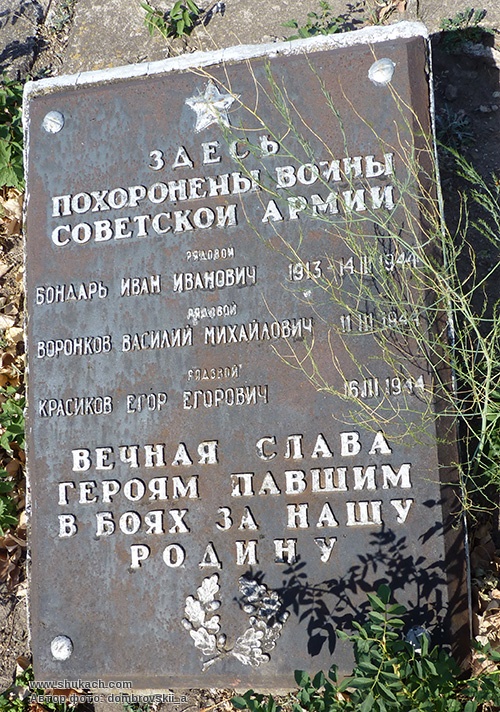 ЗДЕСЬ
ПОХОРОНЕНЫ ВОИНЫ
СОВЕТСКОЙ АРМИИ
РЯДОВОЙ
БОНДАРЬ ИВАН ИВАНОВИЧ 1913 - 14 III 1944
РЯДОВОЙ
ВОРОНКОВ ВАСИЛИЙ МИХАЙЛОВИЧ 11 III 1944
РЯДОВОЙ
КРАСИКОВ ЕГОР ЕГОРОВИЧ 16 III 1944
ВЕЧНАЯ СЛАВА
ГЕРОЯМ ПАВШИМ
В БОЯХ ЗА НАШУ
РОДИНУ
www.shukach.com
Автор фото: dombrovskii_a